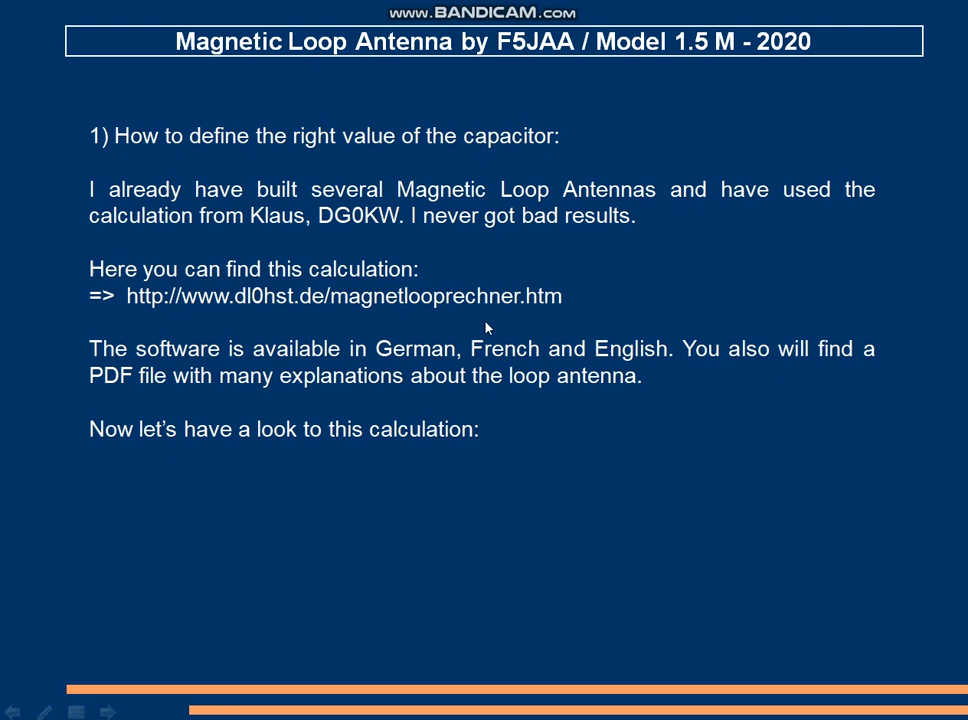 www.BANDICAM.com
Magnetic Loop Antenna by F5JAA / Model 1.5 M - 2020
1) How to define the right value of the capacitor:
I already have built several Magnetic Loop Antennas and have used the
calculation from Klaus, DG0KW. I never got bad results.
Here you can find this calculation:
=> http://www.dl0hst.de/magnetlooprechner.htm
The software is available in German, French and English. You also will find a
PDF file with many explanations about the loop antenna.
Now let’s have a look to this calculation: